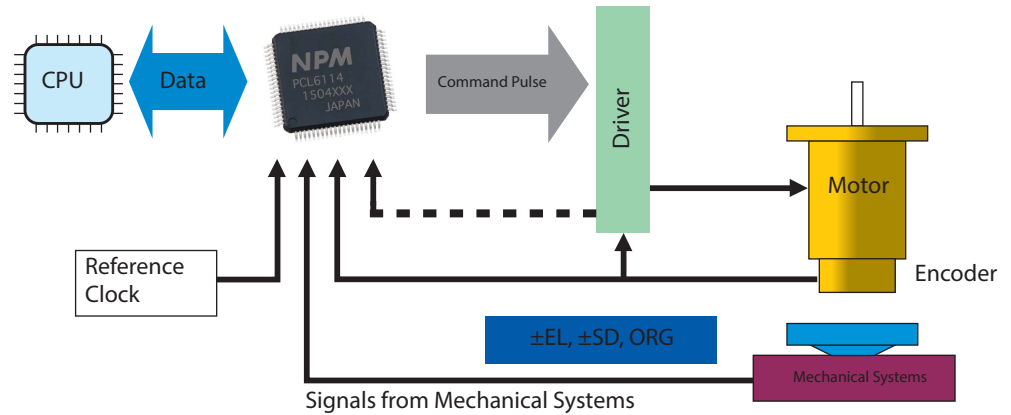 CPU
Data
NPM
PCL6114
1504XXX
JAPAN
Command Pulse
Driver
Motor
Reference
Clock
Encoder
±EL, ±SD, ORG
Mechanical Systems
Signals from Mechanical Systems